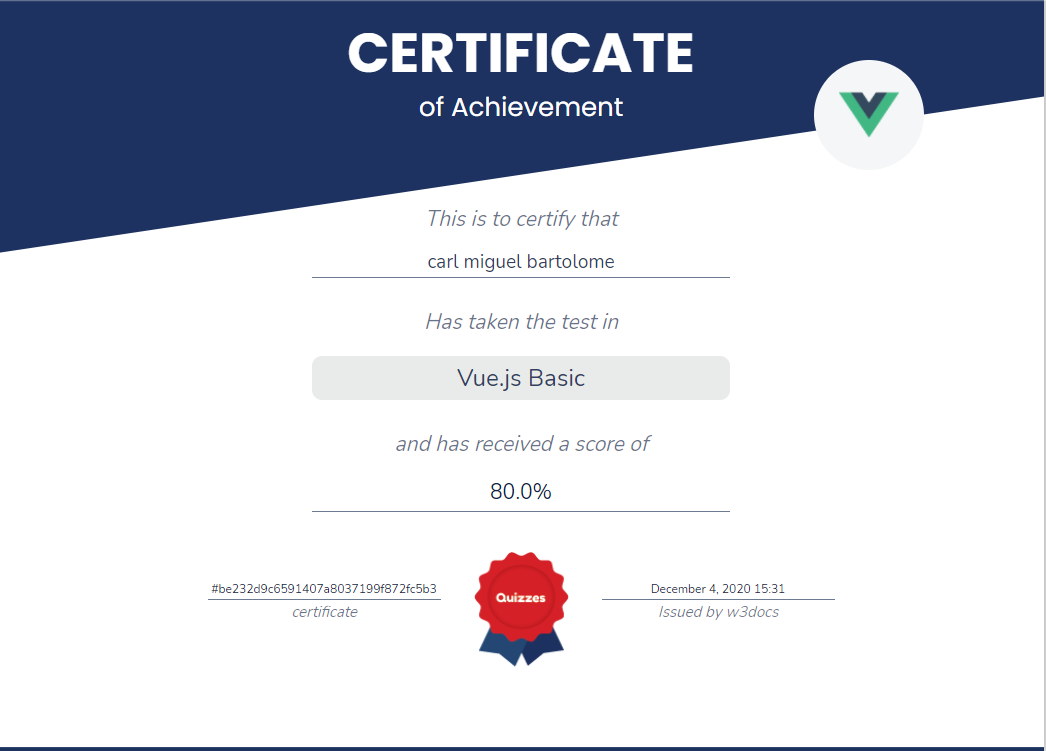 CERTIFICATE
of Achievement
This is to certify that
carl miguel bartolome
Has taken the test in
Vue.js Basic
and has received a score of
80.0%
#be232d9c6591407a8037199f872fc5b3
certificate
Quizzes
December 4, 2020 15:31
Issued by w3docs